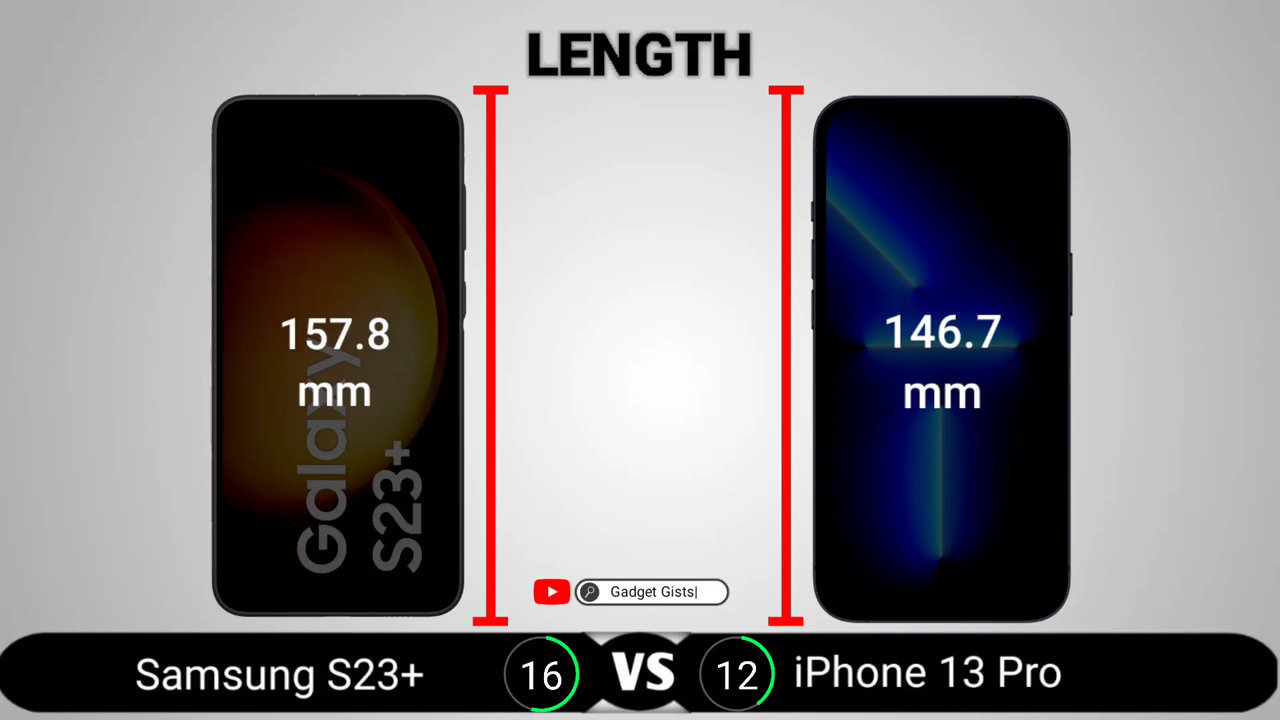 LENGTH
157.8
mm
Galaxy
S23+
146.7
mm
Gadget Gists|
Samsung S23+
16
VS
12
iPhone 13 Pro